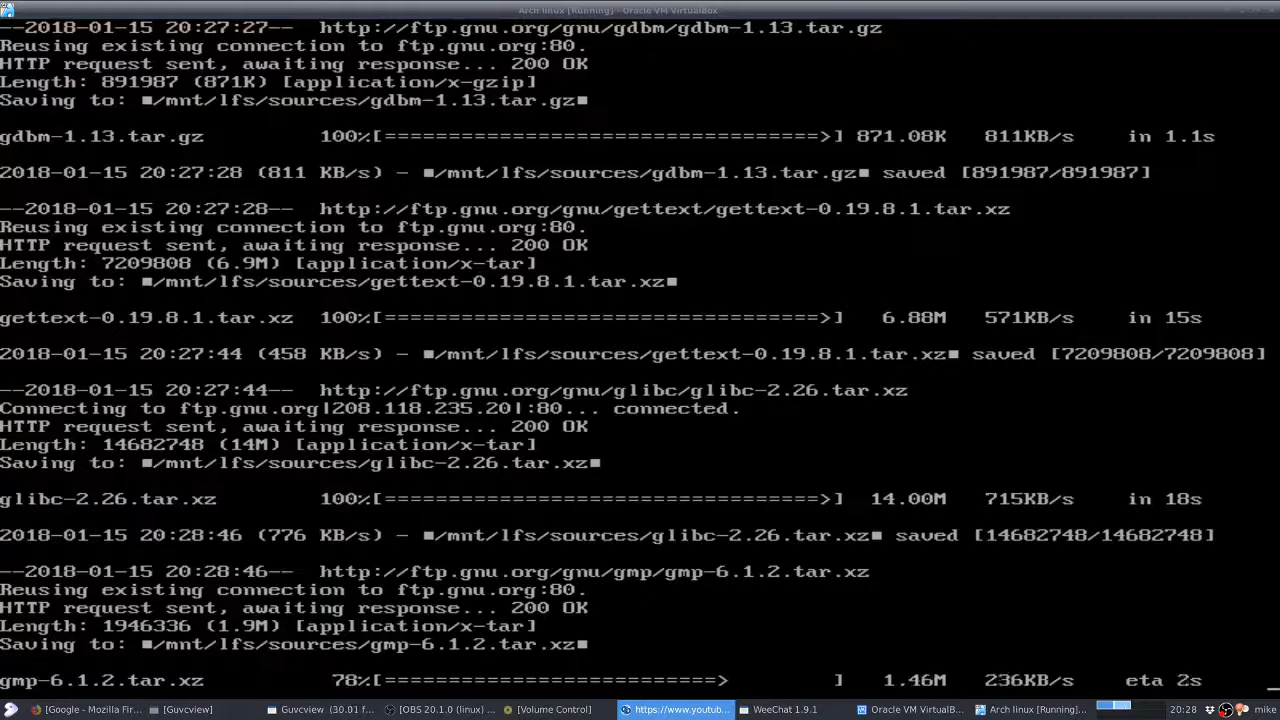 Arch linux [Running] - Oracle VM VirtualBox
--2018-01-15 20:27:27--  http://ftp.gnu.org/gnu/gdbm/gdbm-1.13.tar.gz
Reusing existing connection to ftp.gnu.org:80.
HTTP request sent, awaiting response... 200 OK
Length: 891987 (871K) [application/x-gzip]
Saving to: ■/mnt/lfs/sources/gdbm-1.13.tar.gz■
gdbm-1.13.tar.gz         100%[==================================>] 871.08K   811KB/s    in 1.1s
2018-01-15 20:27:28 (811 KB/s) - ■/mnt/lfs/sources/gdbm-1.13.tar.gz■ saved [891987/891987]
--2018-01-15 20:27:28--  http://ftp.gnu.org/gnu/gettext/gettext-0.19.8.1.tar.xz
Reusing existing connection to ftp.gnu.org:80.
HTTP request sent, awaiting response... 200 OK
Length: 7209808 (6.9M) [application/x-tar]
Saving to: ■/mnt/lfs/sources/gettext-0.19.8.1.tar.xz■
gettext-0.19.8.1.tar.xz  100%[==================================>]   6.88M   571KB/s    in 15s
2018-01-15 20:27:44 (458 KB/s) - ■/mnt/lfs/sources/gettext-0.19.8.1.tar.xz■ saved [7209808/7209808]
--2018-01-15 20:27:44--  http://ftp.gnu.org/gnu/glibc/glibc-2.26.tar.xz
Connecting to ftp.gnu.org|208.118.235.20|:80... connected.
HTTP request sent, awaiting response... 200 OK
Length: 14682748 (14M) [application/x-tar]
Saving to: ■/mnt/lfs/sources/glibc-2.26.tar.xz■
glibc-2.26.tar.xz        100%[==================================>]  14.00M   715KB/s    in 18s
2018-01-15 20:28:46 (776 KB/s) - ■/mnt/lfs/sources/glibc-2.26.tar.xz■ saved [14682748/14682748]
--2018-01-15 20:28:46--  http://ftp.gnu.org/gnu/gmp/gmp-6.1.2.tar.xz
Reusing existing connection to ftp.gnu.org:80.
HTTP request sent, awaiting response... 200 OK
Length: 1946336 (1.9M) [application/x-tar]
Saving to: ■/mnt/lfs/sources/gmp-6.1.2.tar.xz■
gmp-6.1.2.tar.xz          78%[==========================>        ]   1.46M   236KB/s    eta 2s
[Google - Mozilla Fir... [Guvcview] Guvcview (30.01 f... [OBS 20.1.0 (linux) ... [Volume Control] https://www.youtub... WeeChat 1.9.1 Oracle VM VirtualB... Arch linux [Running]... 20:28 mike